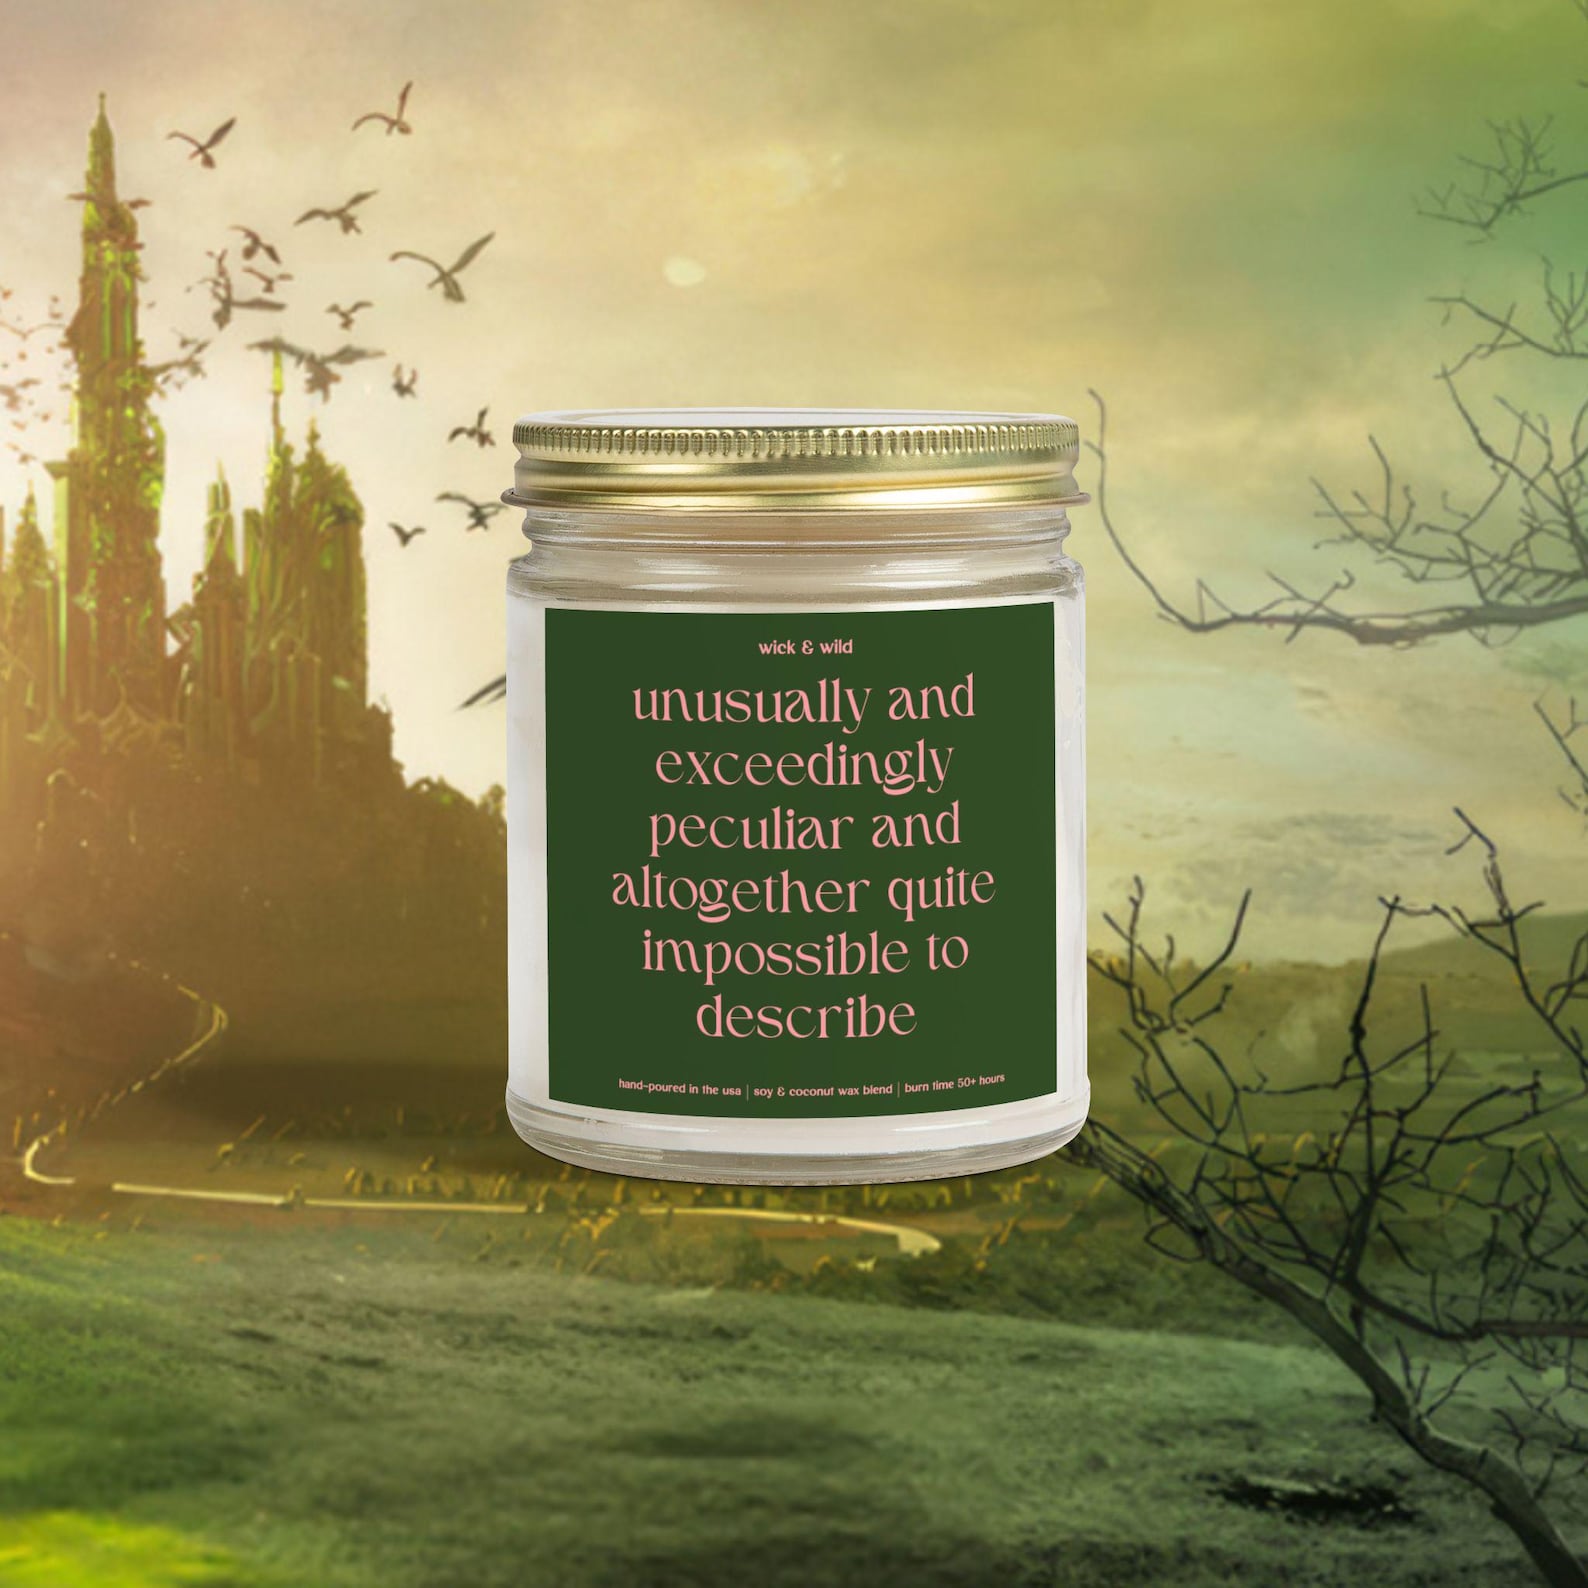 wick & wild
unusually and
exceedingly
peculiar and
altogether quite
impossible to
describe
hand-poured in the usa | soy & coconut wax blend | burn time 50+ hours